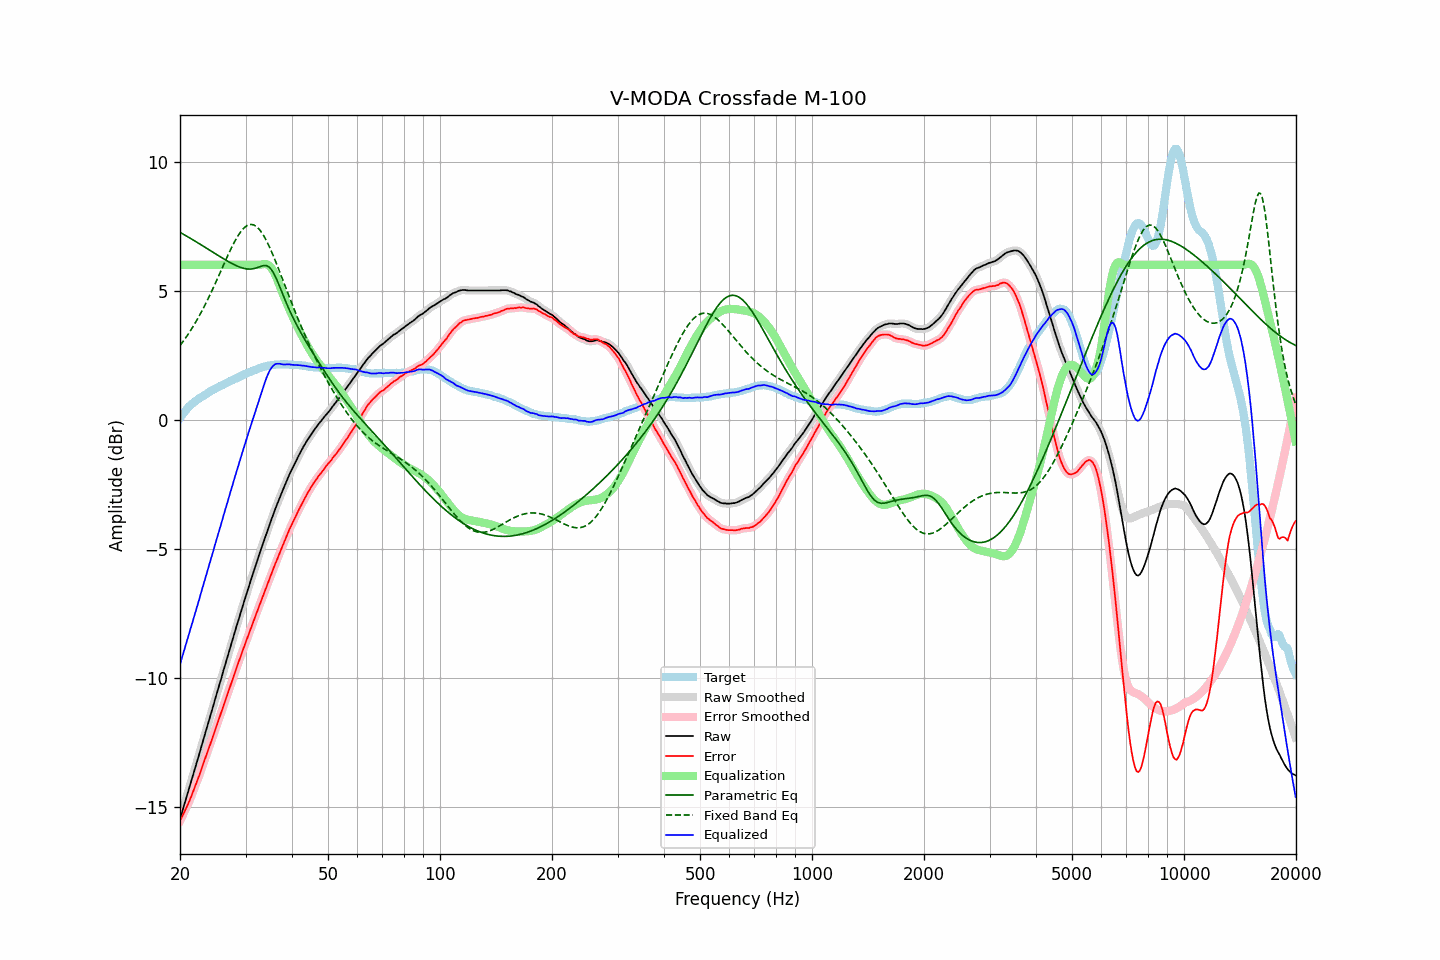 V-MODA Crossfade M-100
Amplitude (dBr)
10
5
0
−5
−10
−15
Target
Raw Smoothed
Error Smoothed
Raw
Error
Equalization
Parametric Eq
Fixed Band Eq
Equalized
20 50 100 200 500 1000 2000 5000 10000 20000
Frequency (Hz)